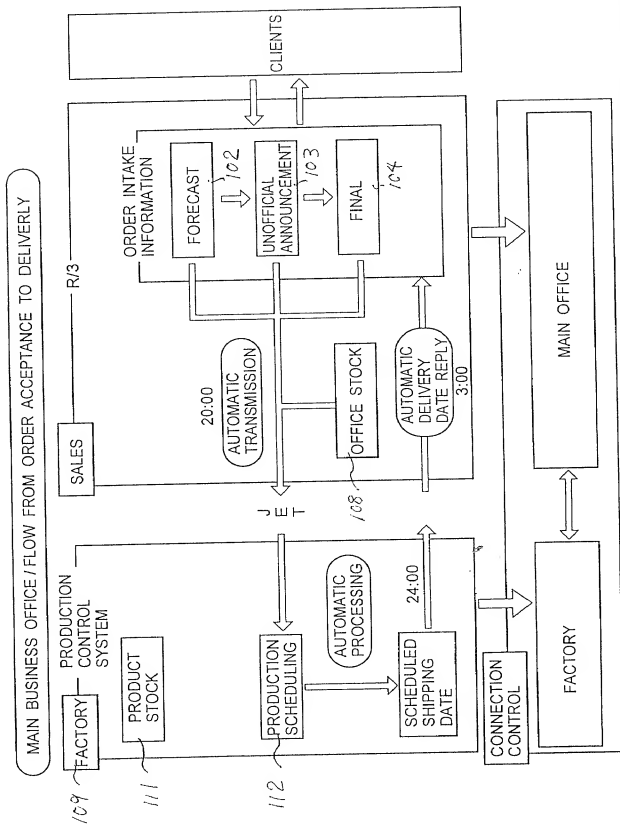 MAIN BUSINESS OFFICE/FLOW FROM ORDER ACCEPTANCE TO DELIVERLY
109
FACTORY
PRODUCTION
CONTROL
SYSTEM
PRODUCT
STOCK
111
PRODUCTION
SCHEDULING
112
AUTOMATIC
PROCESSING
SCHEDULED
SHIPPING
DATE
24:00
JET
SALES
R/3
20:00
AUTOMATIC
TRANSMISSION
OFFICE STOCK
108
AUTOMATIC
DELIVERY
DATE REPLY
3:00
ORDER INTAKE
INFORMATION
FORECAST
102
UNOFFICIAL
ANNOUNCEMENT
103
FINAL
104
CLIENTS
CONNECTION
CONTROL
FACTORY
MAIN OFFICE